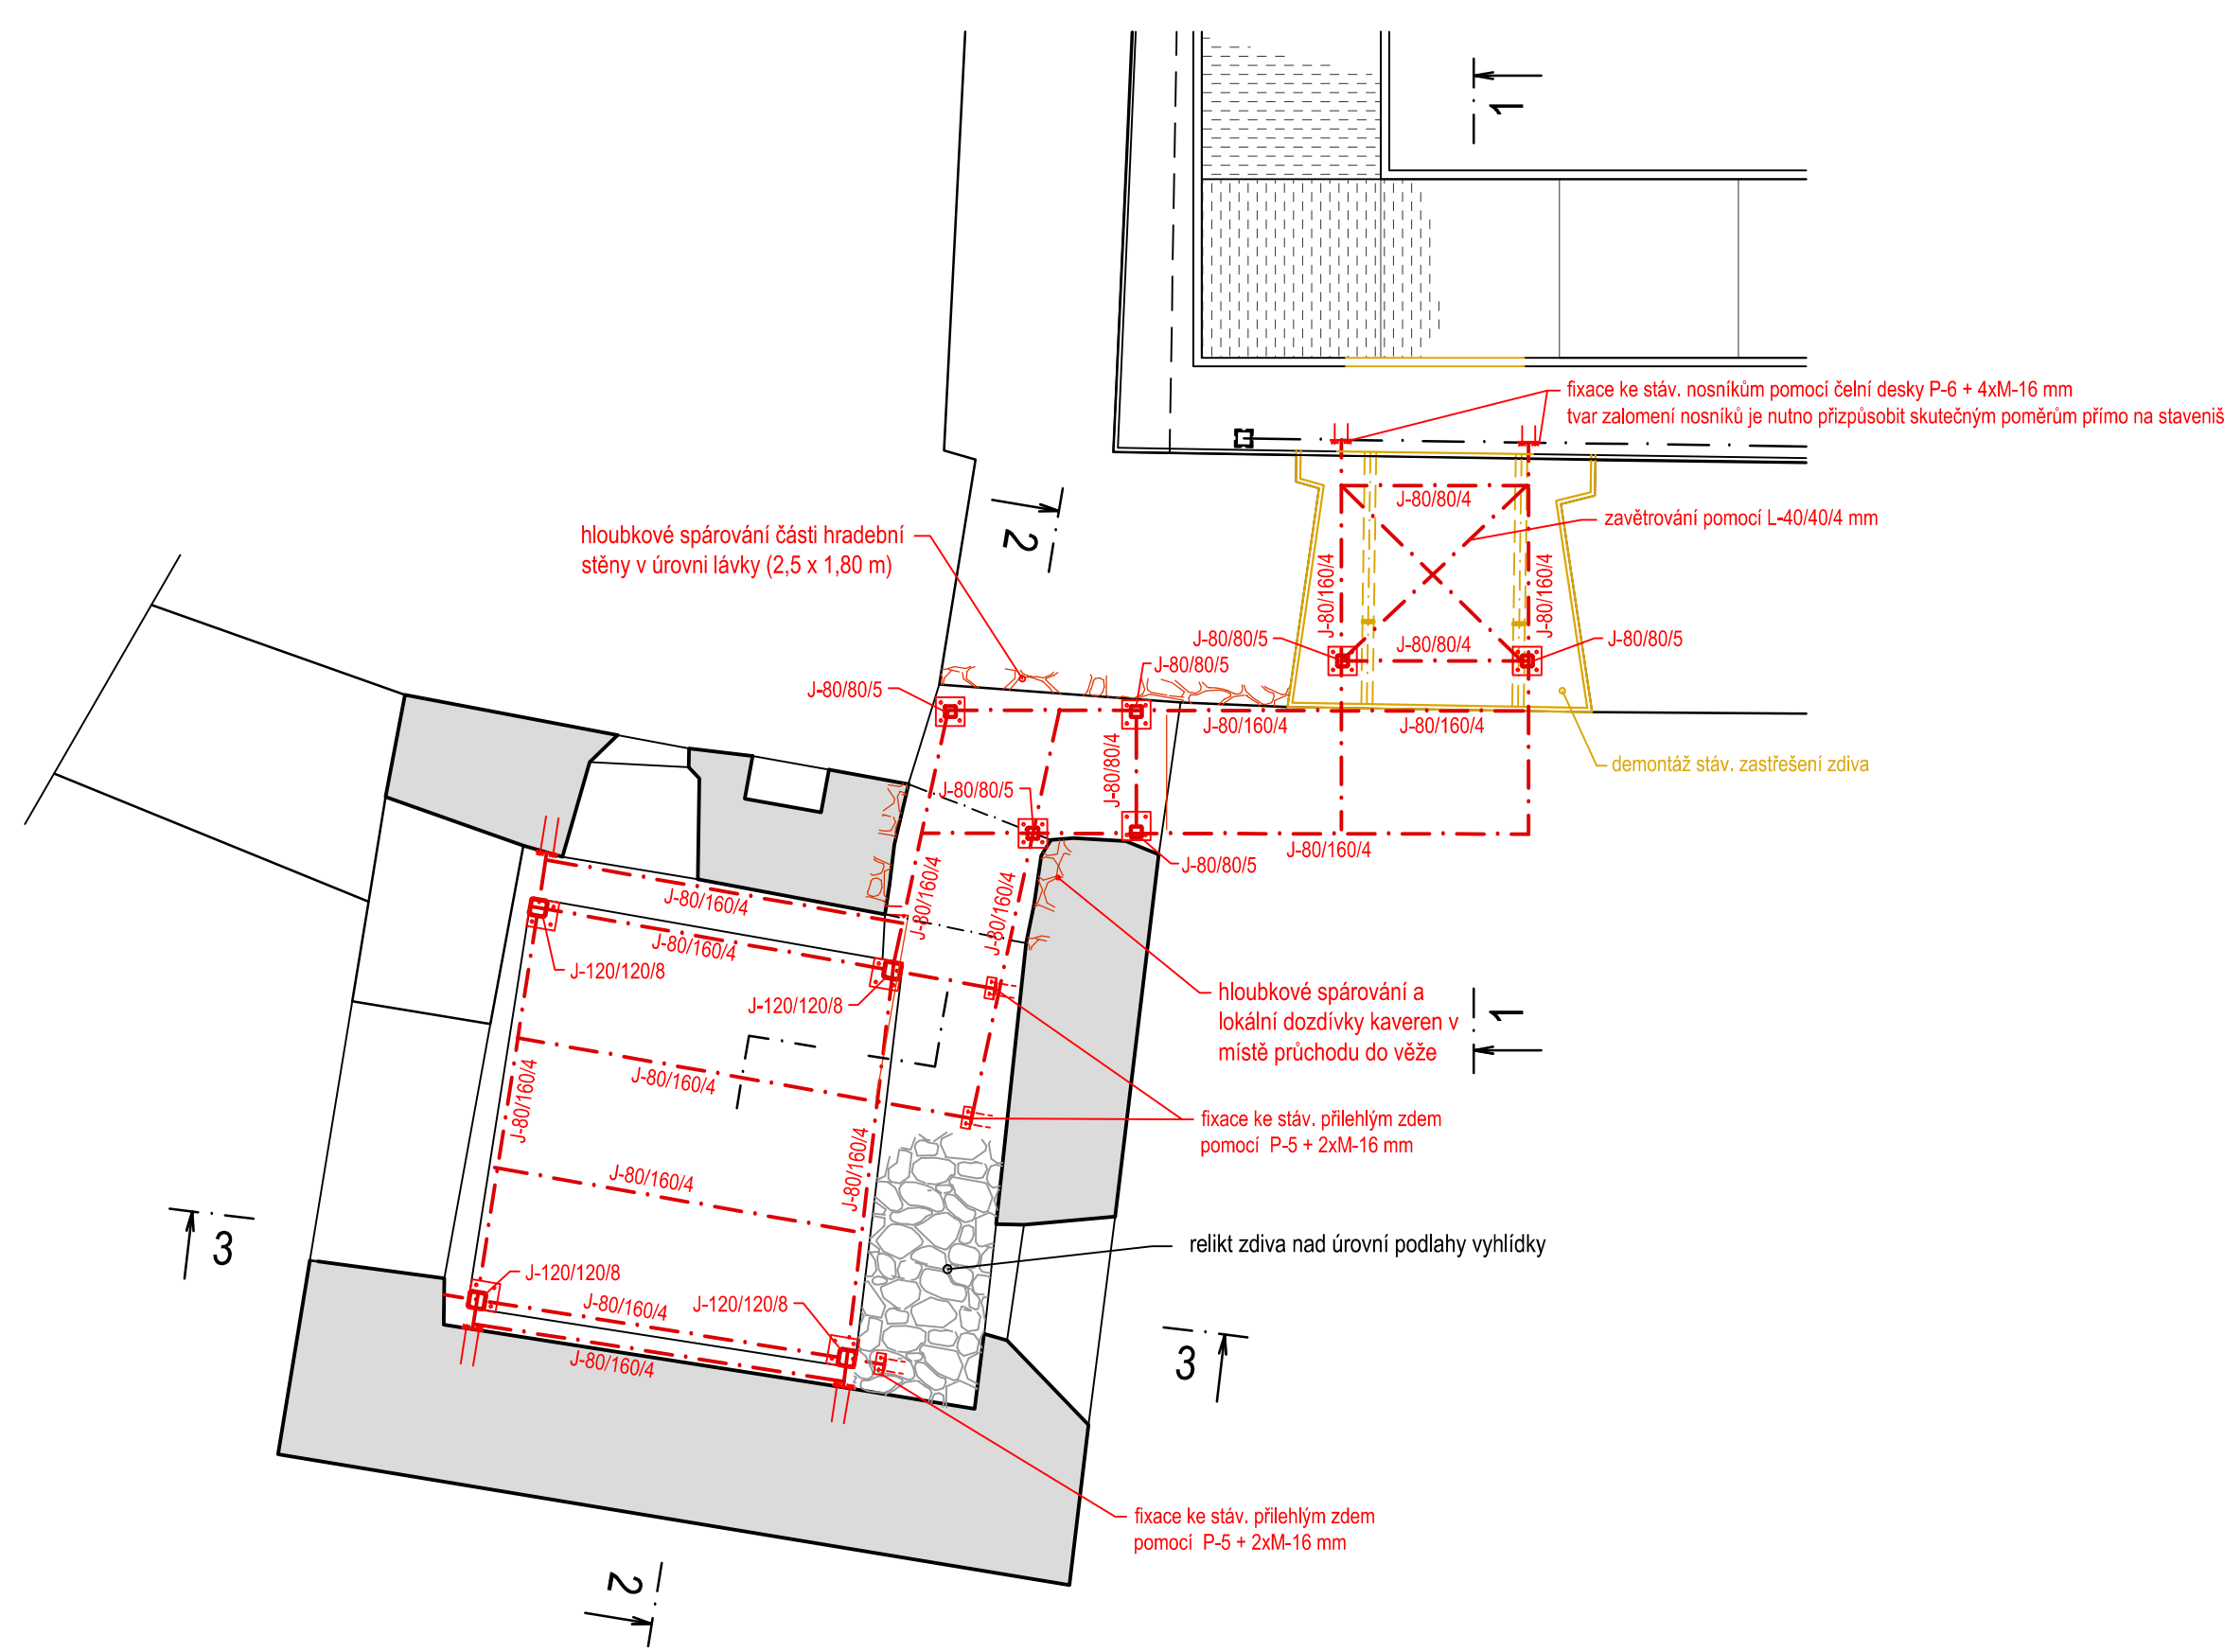 1
fixace ke stáv. nosníkům pomocí čelní desky P-6 + 4xM-16 mm
tvar zalomení nosníků je nutno přizpůsobit skutečným poměrům přímo na staveniš
J-80/80/4
zavětrování pomocí L-40/40/4 mm
2
hloubkové spárování části hradební
stěny v úrovni lávky (2,5 x 1,80 m)
J-80/160/4
J-80/160/4
J-80/80/5
J-80/80/4
J-80/80/5
J-80/80/5
J-80/80/5
J-80/160/4
J-80/160/4
demontáž stáv. zastřešení zdiva
J-80/80/4
J-80/80/5
J-80/160/4
J-80/80/5
J-80/160/4
J-80/160/4
J-80/160/4
J-80/160/4
J-120/120/8
J-120/120/8
hloubkové spárování a
lokální dozdívky kaveren v
místě průchodu do věže
1
J-80/160/4
J-80/160/4
fixace ke stáv. přilehlým zdem
pomocí P-5 + 2xM-16 mm
J-80/160/4
J-80/160/4
3
relikt zdiva nad úrovní podlahy vyhlídky
J-120/120/8
J-80/160/4
J-120/120/8
J-80/160/4
3
fixace ke stáv. přilehlým zdem
pomocí P-5 + 2xM-16 mm
2